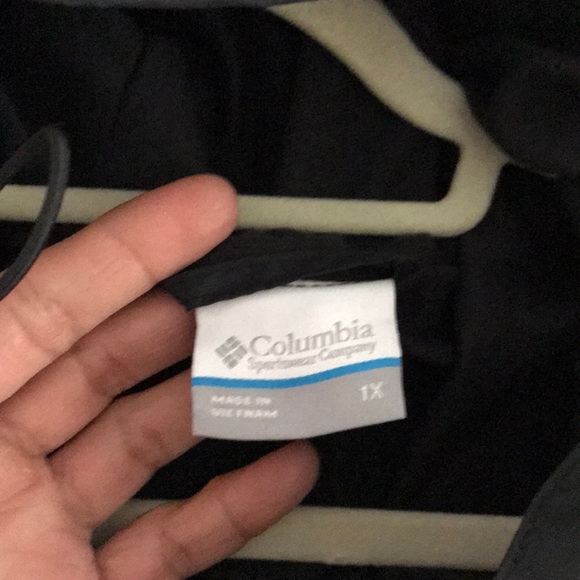 Columbia
Sportswear Company
1X
MADE IN
VIETNAM